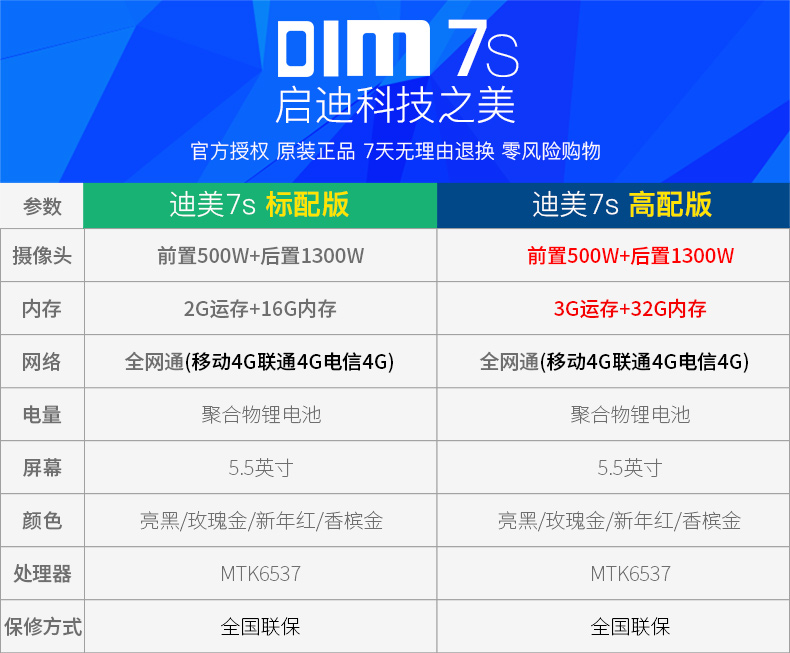 DIM 7S
启迪科技之美
官方授权 原装正品 7天无理由退换 零风险购物
参数 迪美7s 标配版 迪美7s 高配版
摄像头 前置500W+后置1300W 前置500W+后置1300W
内存 2G运存+16G内存 3G运存+32G内存
网络 全网通(移动4G联通4G电信4G) 全网通(移动4G联通4G电信4G)
电量 聚合物锂电池 聚合物锂电池
屏幕 5.5英寸 5.5英寸
颜色 亮黑/玫瑰金/新年红/香槟金 亮黑/玫瑰金/新年红/香槟金
处理器 MTK6537 MTK6537
保修方式 全国联保 全国联保